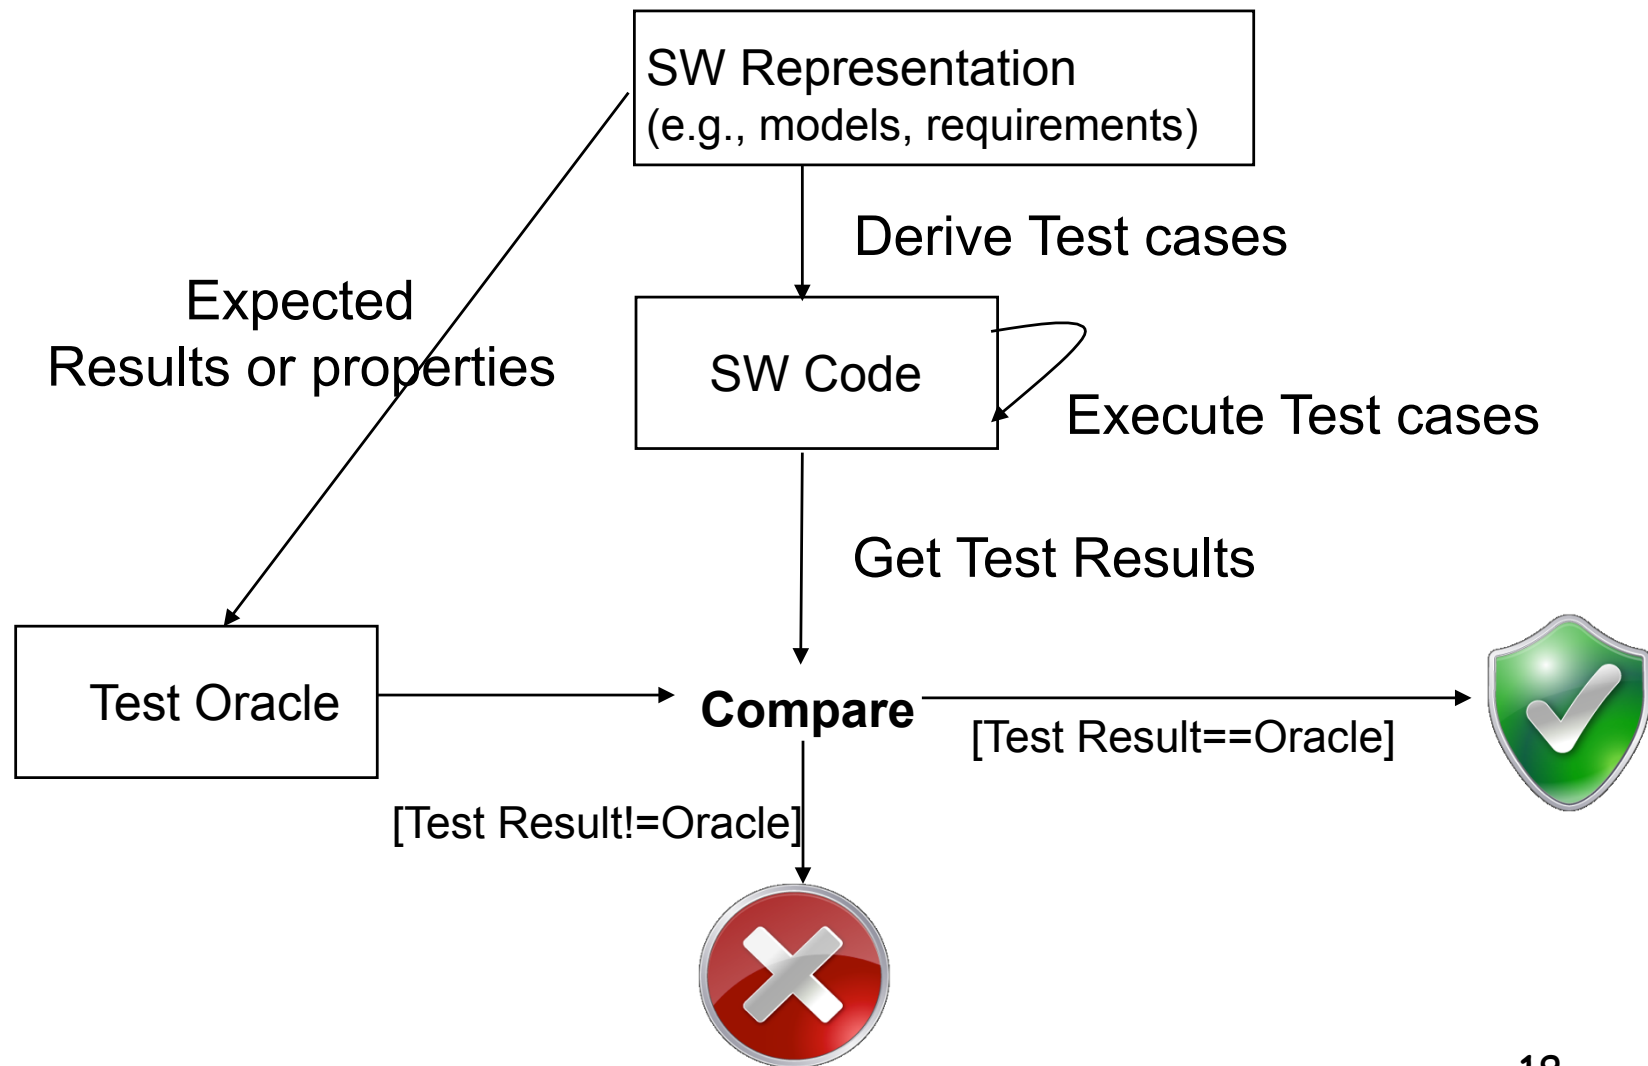 SW Representation
(e.g., models, requirements)
Derive Test cases
Expected
Results or properties
SW Code
Execute Test cases
Get Test Results
Test Oracle
Compare
[Test Result==Oracle]
[Test Result!=Oracle]